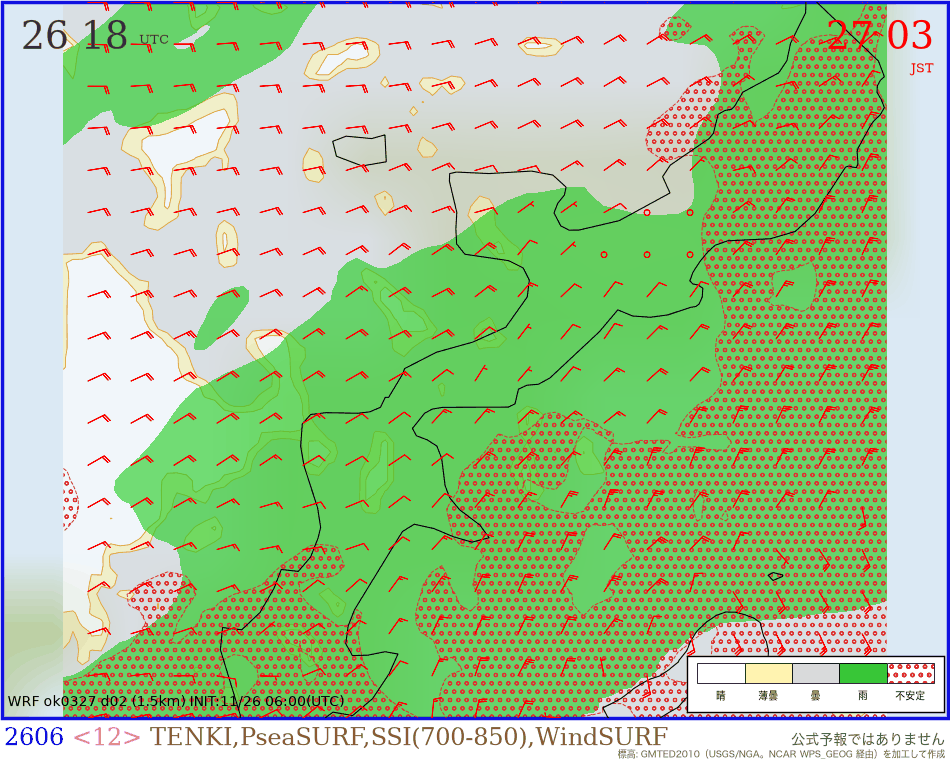 26 18 UTC
27 03
JST
WRF ok0327 d02 (1.5km) INIT:11/26 06:00(UTC)
晴 薄曇 曇 雨 不安定
2606 <12> TENKI,PseaSURF,SSI(700-850),WindSURF
公式予報ではありません
標高: GMTED2010（USGS/NGA。NCAR WPS_GEOG 経由）を加工して作成